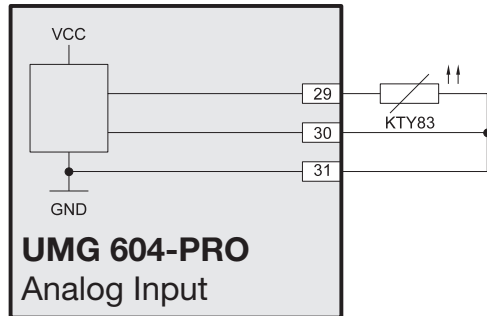 VCC
29
KTY83
30
31
GND
UMG 604-PRO
Analog Input